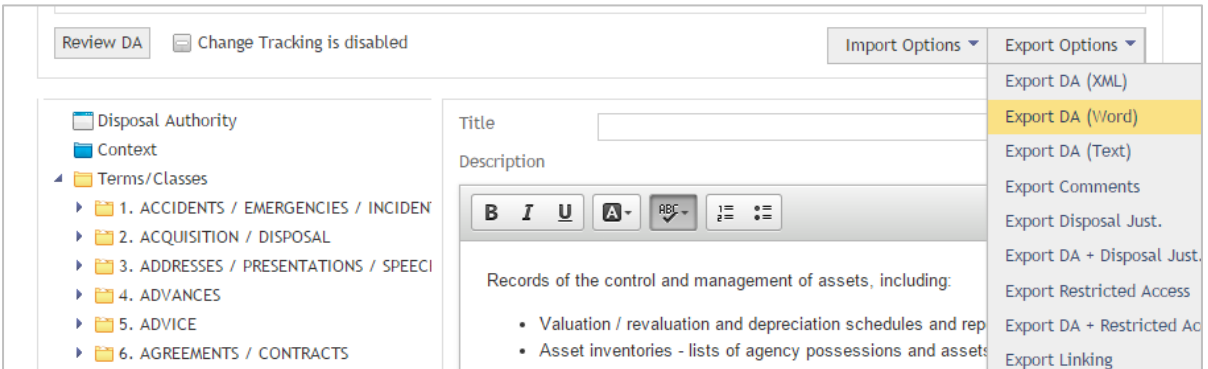 Review DA
Change Tracking is disabled
Import Options
Export Options
Export DA (XML)
Export DA (Word)
Export DA (Text)
Export Comments
Export Disposal Just.
Export DA + Disposal Just.
Export Restricted Access
Export DA + Restricted Ac
Export Linking
Disposal Authority
Context
Terms/Classes
1. ACCIDENTS / EMERGENCIES / INCIDEN
2. ACQUISITION / DISPOSAL
3. ADDRESSES / PRESENTATIONS / SPEECI
4. ADVANCES
5. ADVICE
6. AGREEMENTS / CONTRACTS
Title
Description
B I U A ABC
Records of the control and management of assets, including:
• Valuation / revaluation and depreciation schedules and rep
• Asset inventories - lists of agency possessions and assets